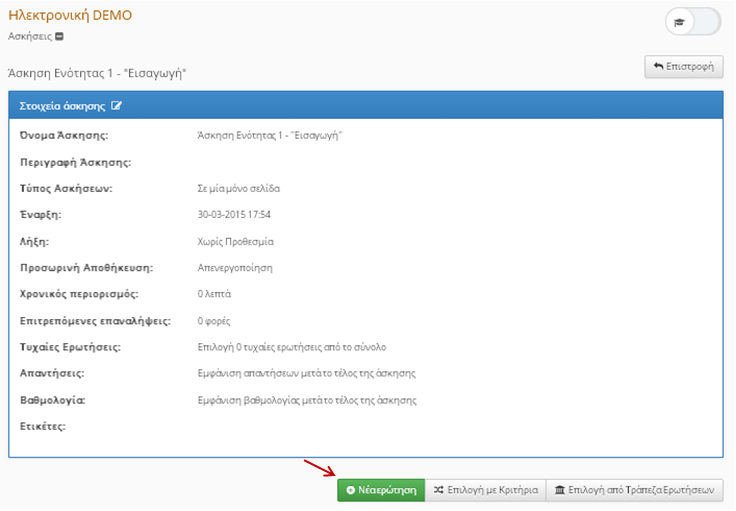 Ηλεκτρονική DEMO
Ασκήσεις
Άσκηση Ενότητας 1 - "Εισαγωγή"
Επιστροφή
Στοιχεία άσκησης
Όνομα Άσκησης: Άσκηση Ενότητας 1 - "Εισαγωγή"
Περιγραφή Άσκησης:
Τύπος Ασκήσεων: Σε μία μόνο σελίδα
Έναρξη: 30-03-2015 17:54
Λήξη: Χωρίς Προθεσμία
Προσωρινή Αποθήκευση: Απενεργοποίηση
Χρονικός περιορισμός: 0 λεπτά
Επιτρεπόμενες επαναλήψεις: 0 φορές
Τυχαίες Ερωτήσεις: Επιλογή 0 τυχαίες ερωτήσεις από το σύνολο
Απαντήσεις: Εμφάνιση απαντήσεων μετά το τέλος της άσκησης
Βαθμολογία: Εμφάνιση βαθμολογίας μετά το τέλος της άσκησης
Ετικέτες:
Νέα ερώτηση Επιλογή με Κριτήρια Επιλογή από Τράπεζα Ερωτήσεων